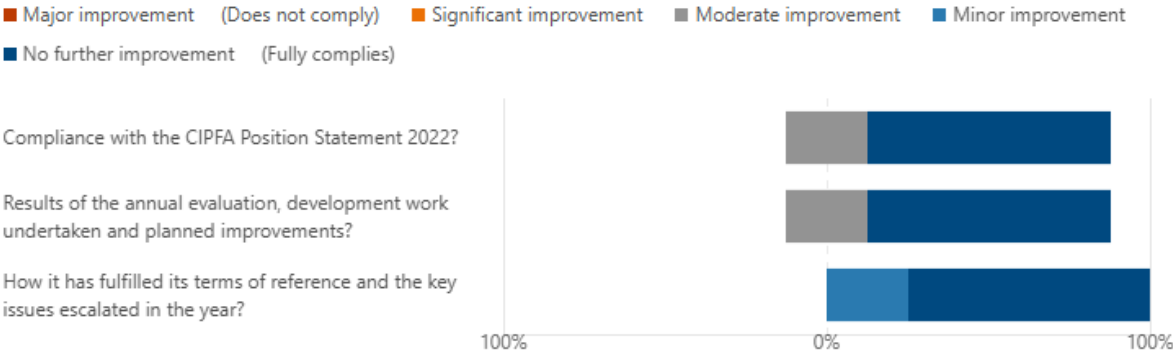 Major improvement (Does not comply) Significant improvement Moderate improvement Minor improvement
No further improvement (Fully complies)
Compliance with the CIPFA Position Statement 2022?
Results of the annual evaluation, development work
undertaken and planned improvements?
How it has fulfilled its terms of reference and the key
issues escalated in the year?
100% 0% 100%